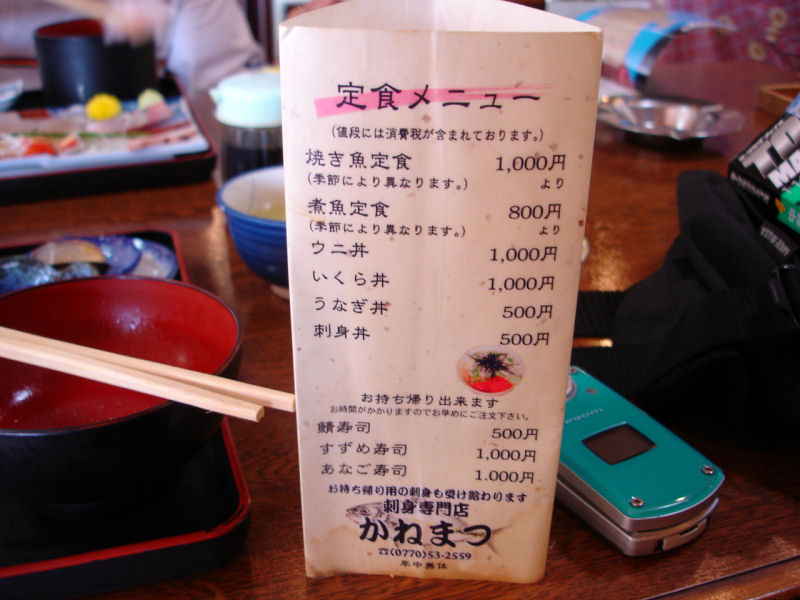 定食メニュー
(値段には消費税が含まれております。)
焼き魚定食 1,000円
(季節により異なります。) より
煮魚定食 800円
(季節により異なります。) より
ウニ丼 1,000円
いくら丼 1,000円
うなぎ丼 500円
刺身丼 500円
お持ち帰り出来ます
お時間がかかりますのでお早めにご注文下さい。
鯖寿司 500円
すずめ寿司 1,000円
あなご寿司 1.000円
お持ち帰り用の刺身も受け賜わります
刺身専門店
かねまつ
☎(0770)53-2559
年中無休